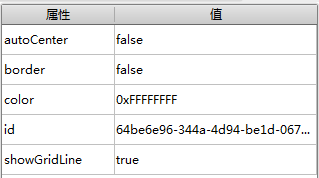 属性 值
autoCenter false
border false
color 0xFFFFFFFF
id 64be6e96-344a-4d94-be1d-067...
showGridLine true